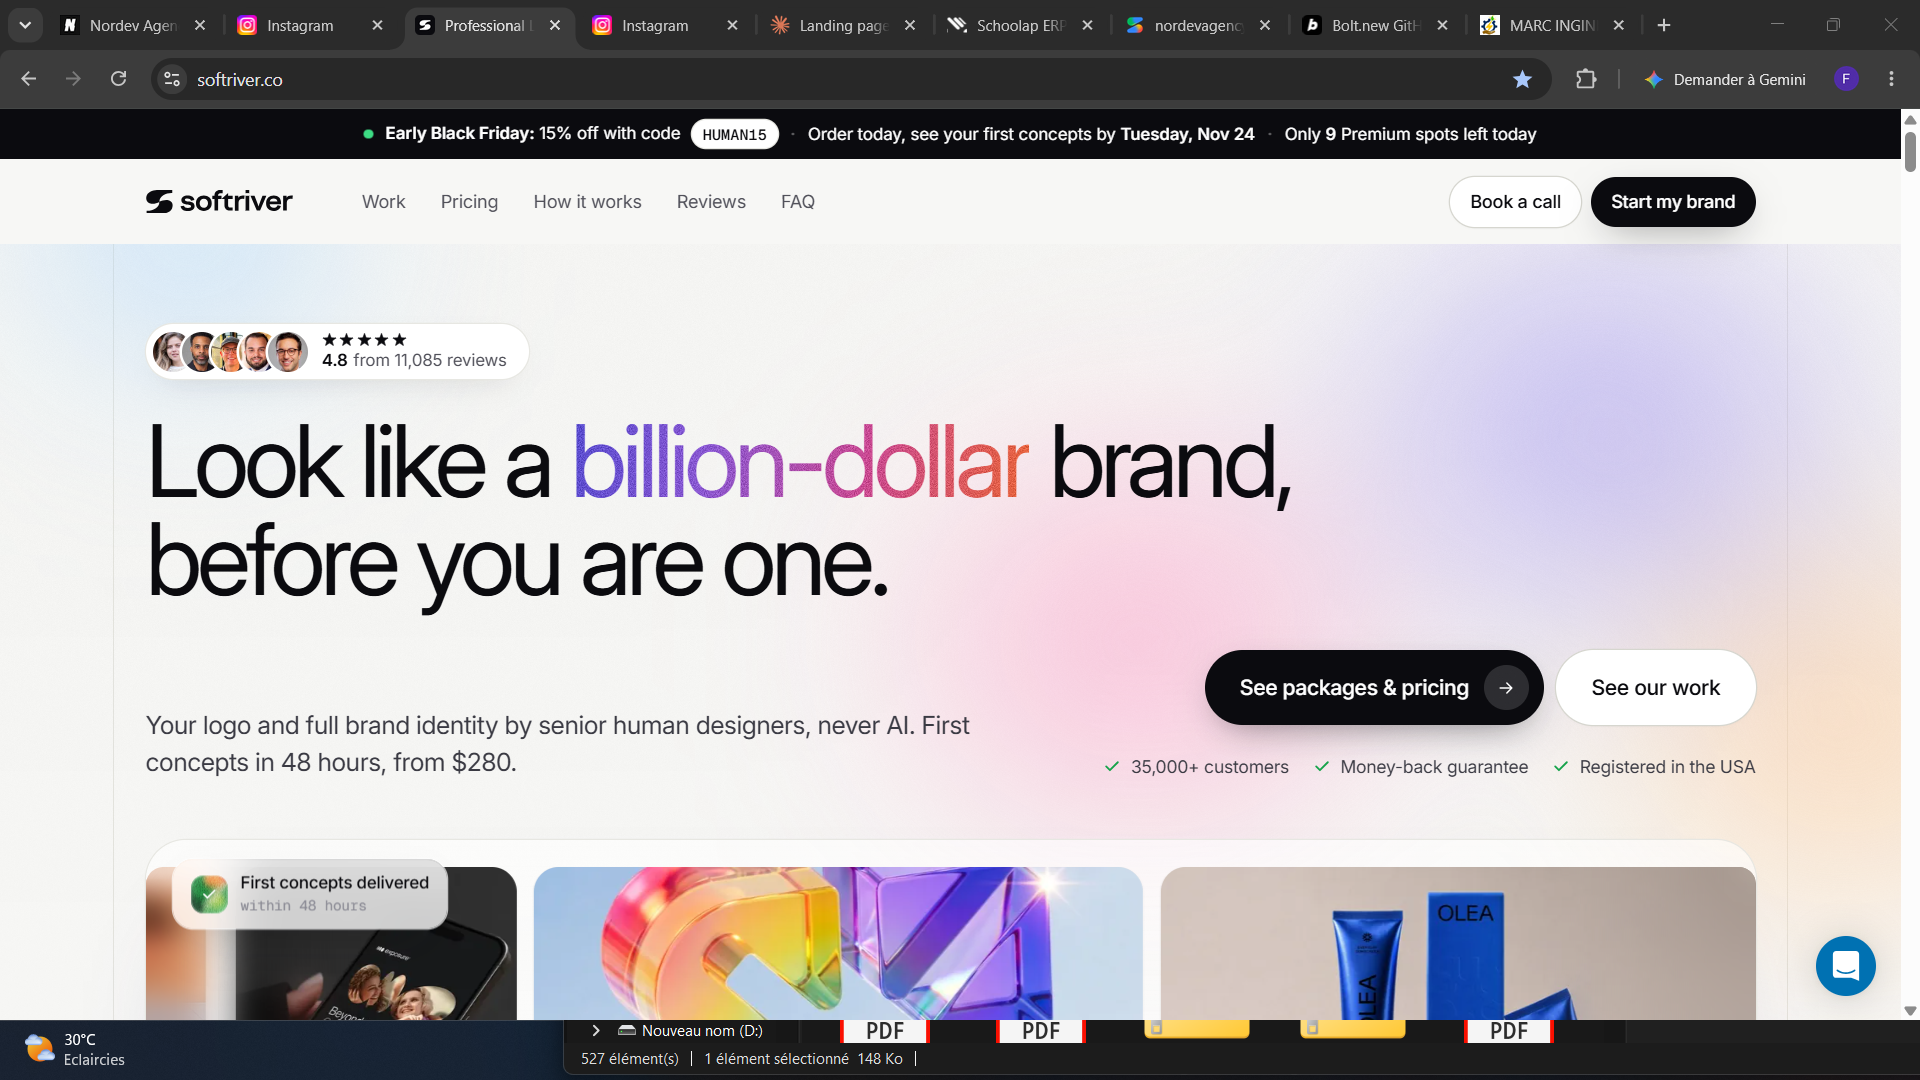 Nordev Agen
Instagram
Professional L
Instagram
Landing page
Schoolap ERP
nordevagenc
Bolt.new GitH
MARC INGIN
softriver.co
Demander à Gemini
F
Early Black Friday: 15% off with code HUMAN15 · Order today, see your first concepts by Tuesday, Nov 24 · Only 9 Premium spots left today
softriver
Work
Pricing
How it works
Reviews
FAQ
Book a call
Start my brand
★★★★★
4.8 from 11,085 reviews
Look like a billion-dollar brand,
before you are one.
Your logo and full brand identity by senior human designers, never AI. First
concepts in 48 hours, from $280.
See packages & pricing →
See our work
✓ 35,000+ customers ✓ Money-back guarantee ✓ Registered in the USA
First concepts delivered
within 48 hours
exposure
Beyond
OLEA
OLEA
30°C
Eclaircies
Nouveau nom (D:)
PDF
PDF
PDF
527 élément(s) | 1 élément sélectionné 148 Ko |